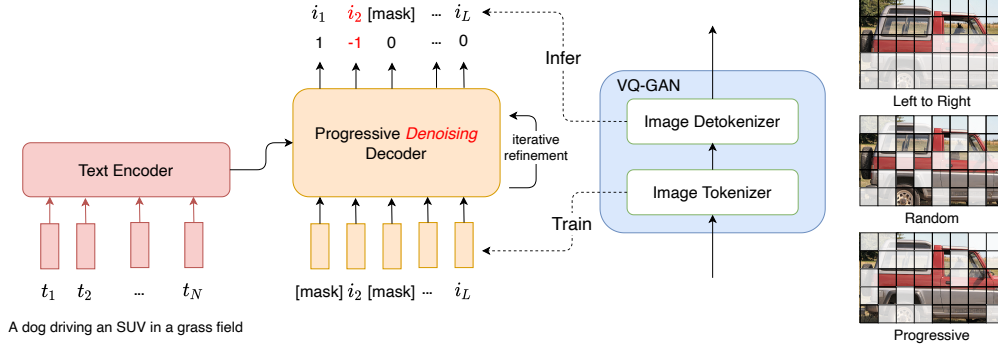 i1 i2 [mask] ... iL
1 -1 0 ... 0
Infer
VQ-GAN
Left to Right
Progressive Denoising
Decoder
iterative
refinement
Image Detokenizer
Text Encoder
Image Tokenizer
Train
Random
[mask] i2 [mask] ... iL
t1 t2 ... tN
A dog driving an SUV in a grass field
Progressive